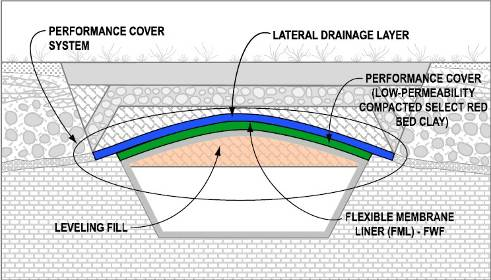 PERFORMANCE COVER
SYSTEM
LATERAL DRAINAGE LAYER
PERFORMANCE COVER
(LOW-PERMEABILITY
COMPACTED SELECT RED
BED CLAY)
LEVELING FILL
FLEXIBLE MEMBRANE
LINER (FML) - FWF